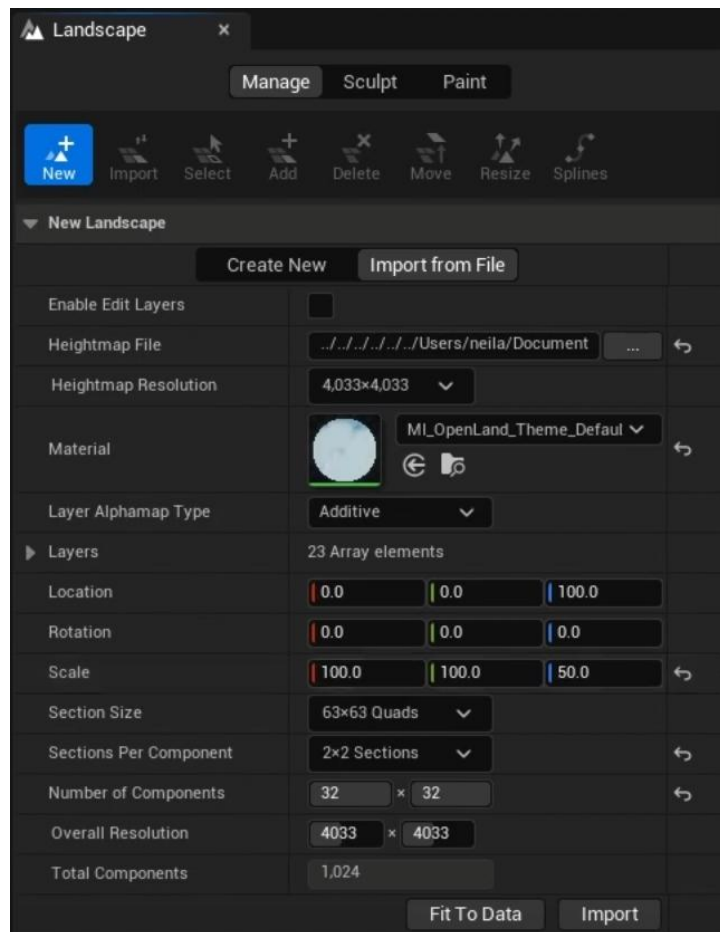 Landscape ×
Manage Sculpt Paint
New Import Select Add Delete Move Resize Splines
New Landscape
Create New Import from File
Enable Edit Layers
Heightmap File ../../../../../../Users/neila/Document ...
Heightmap Resolution 4,033×4,033
Material MI_OpenLand_Theme_Defaul
Layer Alphamap Type Additive
Layers 23 Array elements
Location 0.0 0.0 100.0
Rotation 0.0 0.0 0.0
Scale 100.0 100.0 50.0
Section Size 63×63 Quads
Sections Per Component 2×2 Sections
Number of Components 32 × 32
Overall Resolution 4033 × 4033
Total Components 1,024
Fit To Data Import